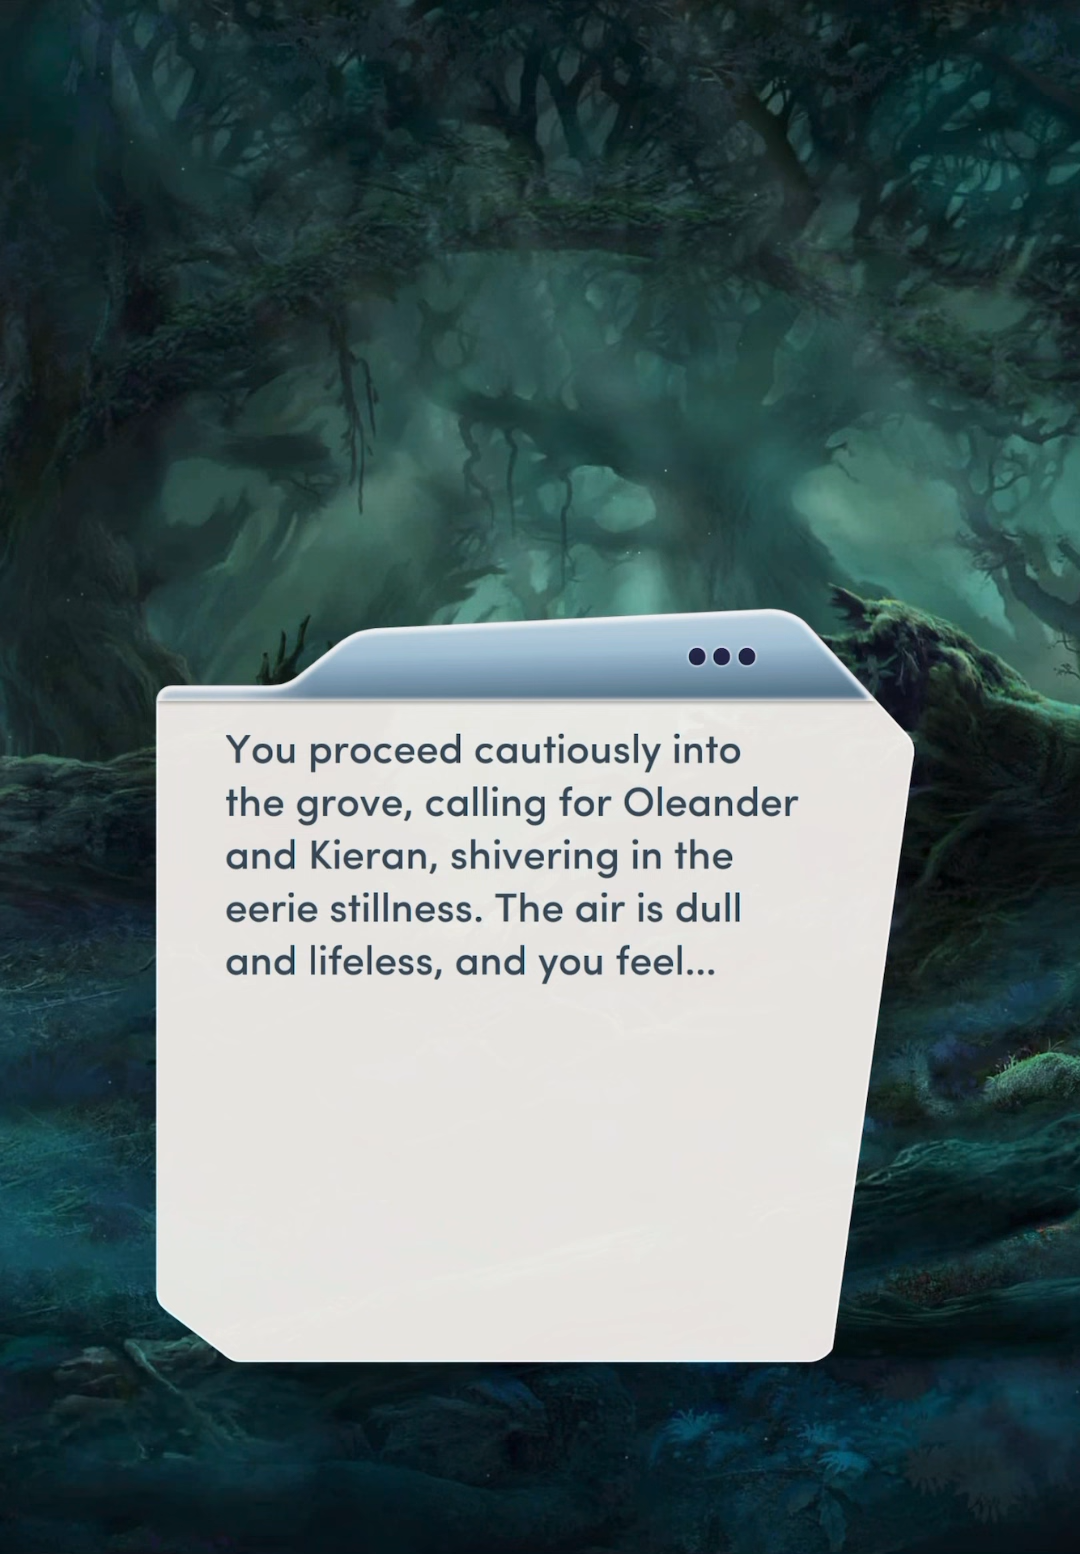 You proceed cautiously into
the grove, calling for Oleander
and Kieran, shivering in the
eerie stillness. The air is dull
and lifeless, and you feel...